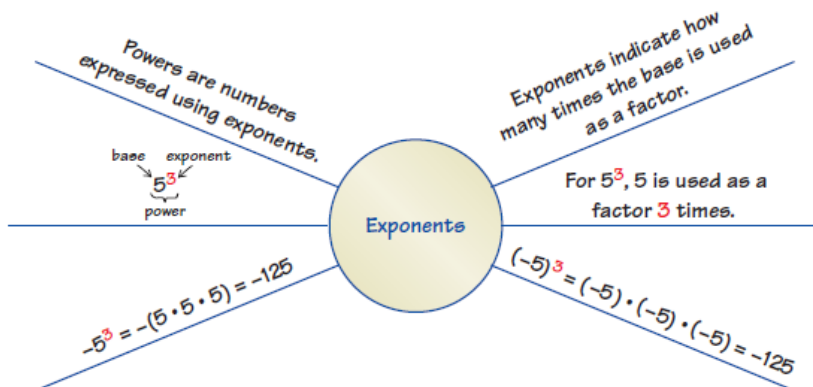 Powers are numbers
expressed using exponents.
Exponents indicate how
many times the base is used
as a factor.
base exponent
5³
power
For 5³, 5 is used as a
factor 3 times.
Exponents
-5³ = -(5 • 5 • 5) = -125
(-5)³ = (-5) • (-5) • (-5) = -125